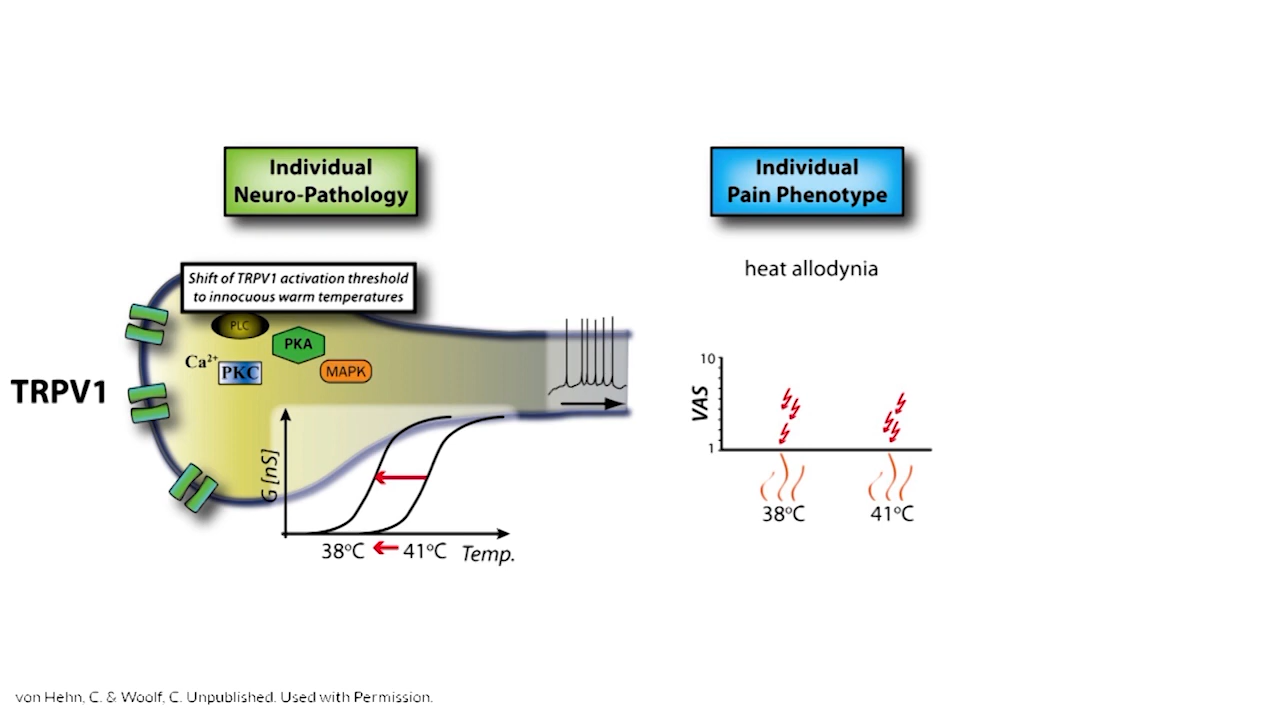 Individual
Neuro-Pathology
Individual
Pain Phenotype
Shift of TRPV1 activation threshold
to innocuous warm temperatures
heat allodynia
PLC
PKA
Ca²⁺
PKC
MAPK
TRPV1
G [nS]
38°C
41°C
Temp.
VAS
10
1
38°C
41°C
von Hehn, C. & Woolf, C. Unpublished. Used with Permission.